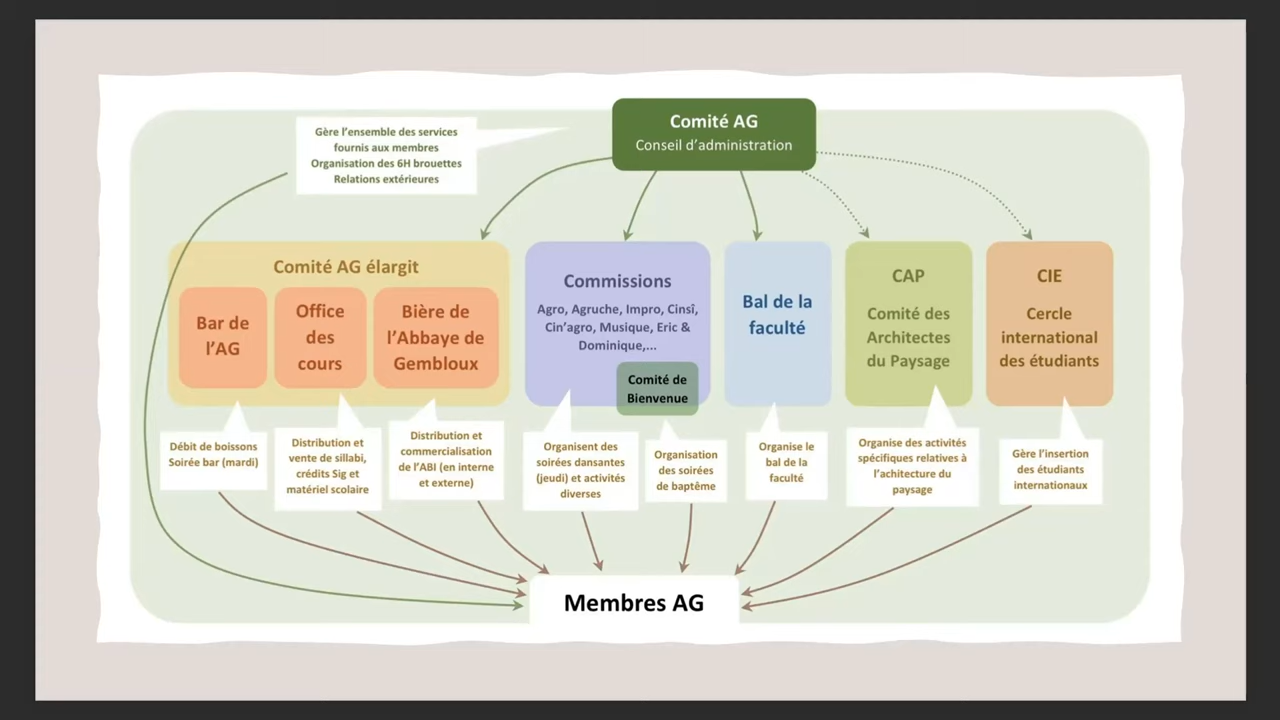 Comité AG
Conseil d’administration
Gère l’ensemble des services
fournis aux membres
Organisation des 6H brouettes
Relations extérieures
Comité AG élargit
Bar de
l’AG
Office
des
cours
Bière de
l’Abbaye de
Gembloux
Commissions
Agro, Agruche, Impro, Cinsî,
Cin’agro, Musique, Eric &
Dominique,...
Comité de
Bienvenue
Bal de la
faculté
CAP
Comité des
Architectes
du Paysage
CIE
Cercle
international
des étudiants
Débit de boissons
Soirée bar (mardi)
Distribution et
vente de sillabi,
crédits Sig et
matériel scolaire
Distribution et
commercialisation
de l’ABI (en interne
et externe)
Organisent des
soirées dansantes
(jeudi) et activités
diverses
Organisation
des soirées
de baptême
Organise le
bal de la
faculté
Organise des activités
spécifiques relatives à
l’achitecture du
paysage
Gère l’insertion
des étudiants
internationaux
Membres AG